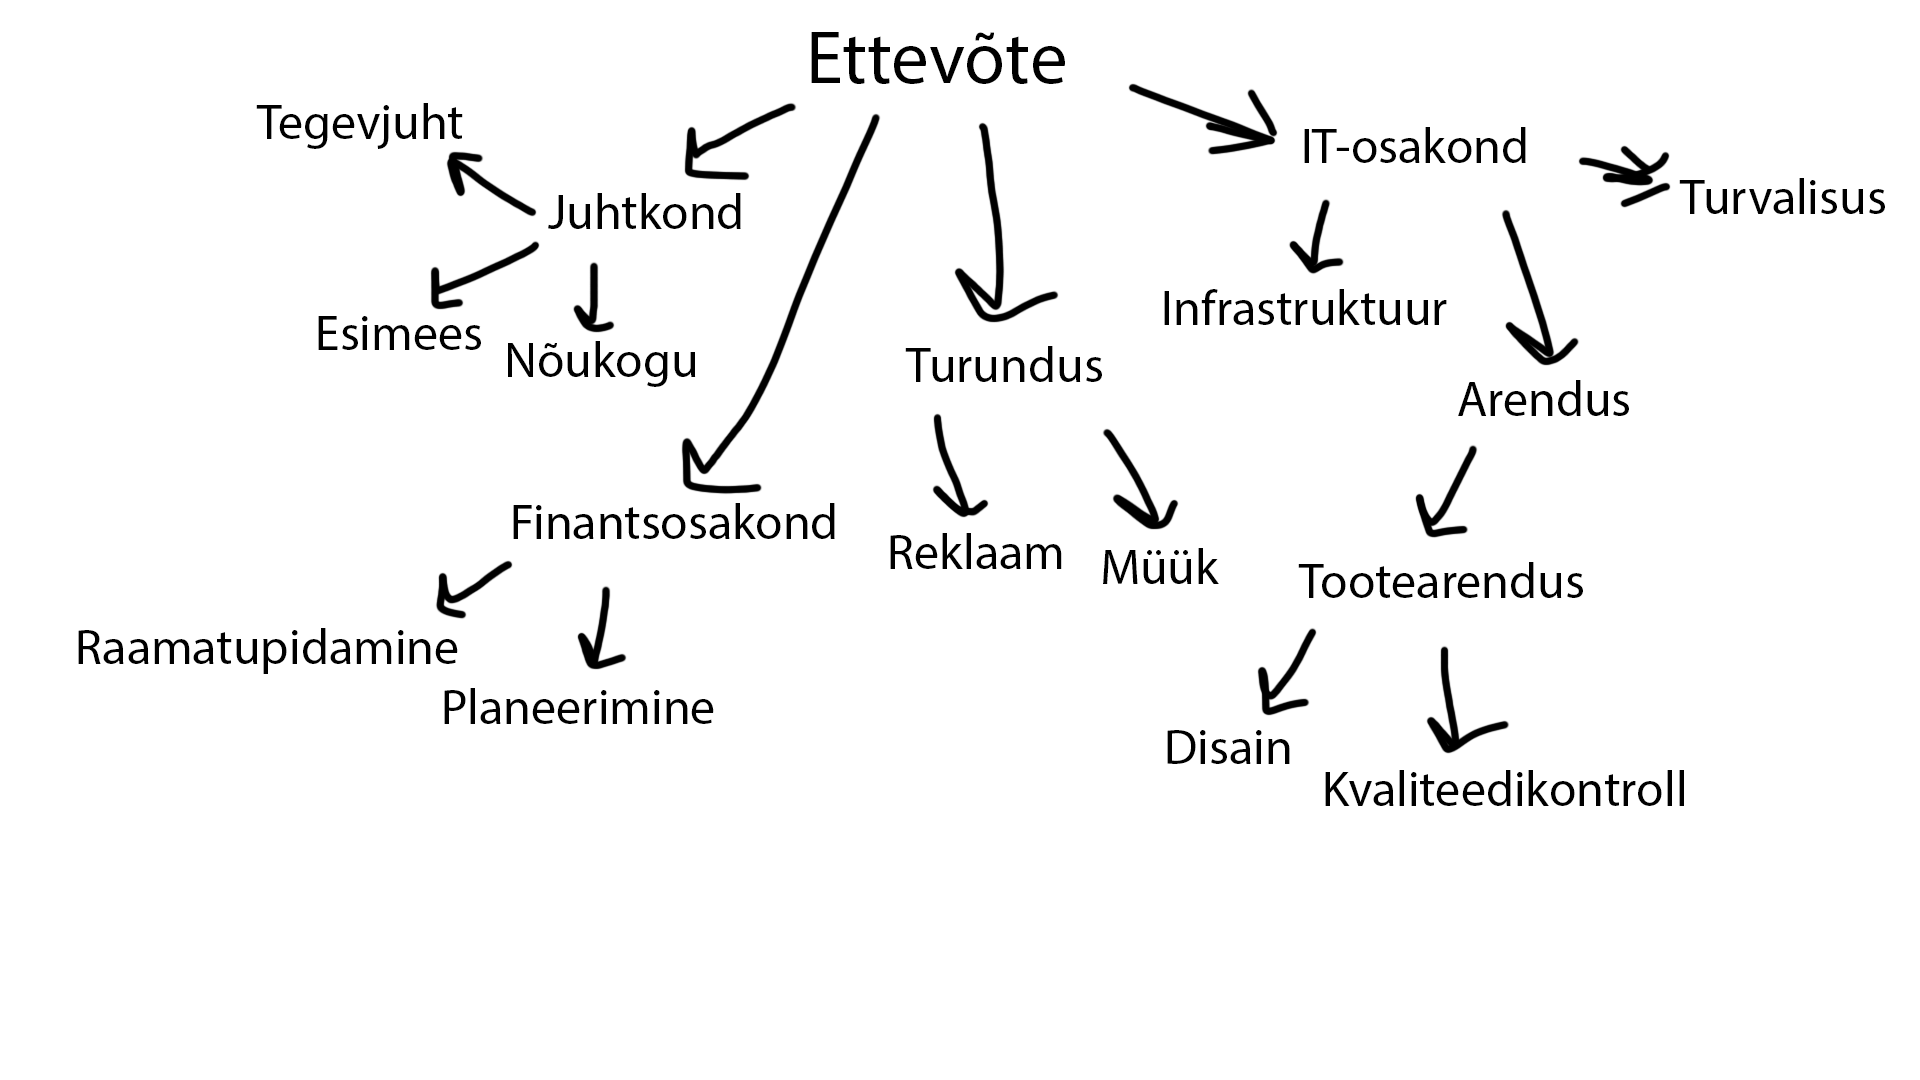 Ettevõte
Tegevjuht
Juhtkond
Esimees
Nõukogu
Finantsosakond
Raamatupidamine
Planeerimine
Turundus
Reklaam
Müük
IT-osakond
Turvalisus
Infrastruktuur
Arendus
Tootearendus
Disain
Kvaliteedikontroll